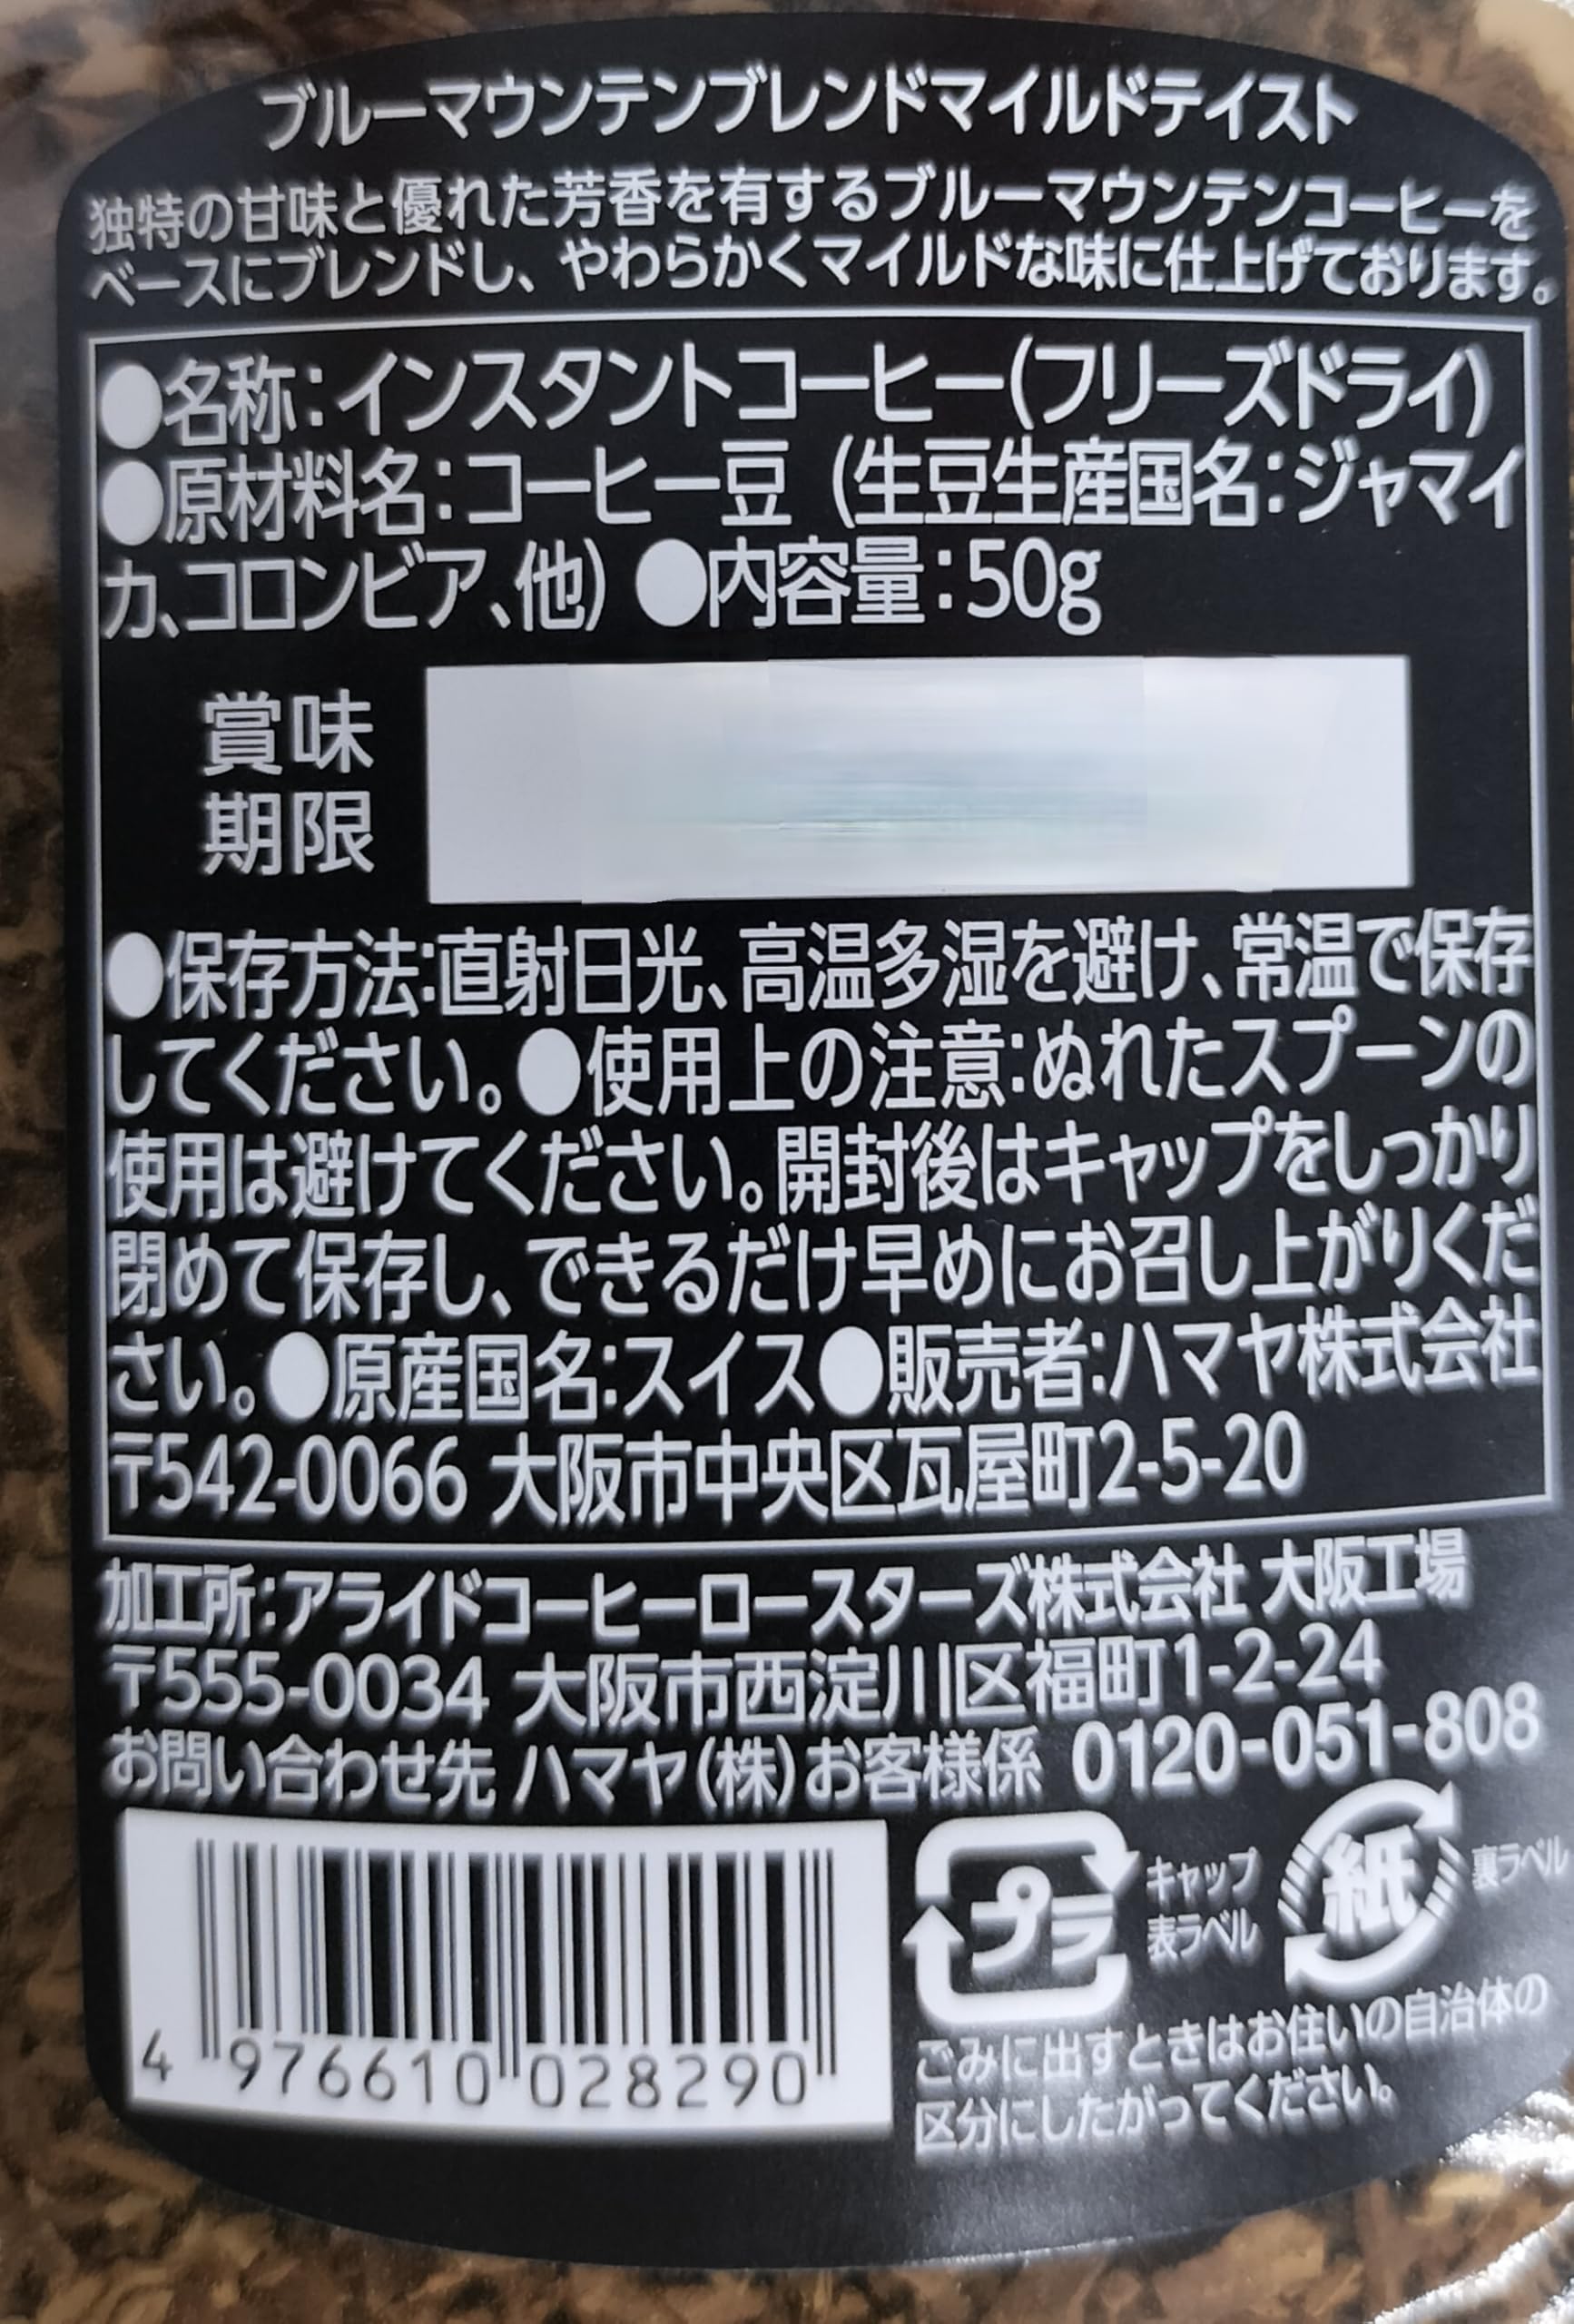 ブルーマウンテンブレンドマイルドテイスト
独特の甘味と優れた芳香を有するブルーマウンテンコーヒーを
ベースにブレンドし、やわらかくマイルドな味に仕上げております。
●名称:インスタントコーヒー(フリーズドライ)
●原材料名:コーヒー豆 (生豆生産国名:ジャマイ
カ、コロンビア、他) ●内容量:50g
賞味
期限
●保存方法:直射日光、高温多湿を避け、常温で保存
してください。●使用上の注意:ぬれたスプーンの
使用は避けてください。開封後はキャップをしっかり
閉めて保存し、できるだけ早めにお召し上がりくだ
さい。●原産国名:スイス●販売者:ハマヤ株式会社
〒542-0066 大阪市中央区瓦屋町2-5-20
加工所:アライドコーヒーロースターズ株式会社 大阪工場
〒555-0034 大阪市西淀川区福町1-2-24
お問い合わせ先 ハマヤ(株)お客様係 0120-051-808
4 976610 028290
プラ
キャップ
表ラベル
紙
裏ラベル
ごみに出すときはお住いの自治体の
区分にしたがってください。